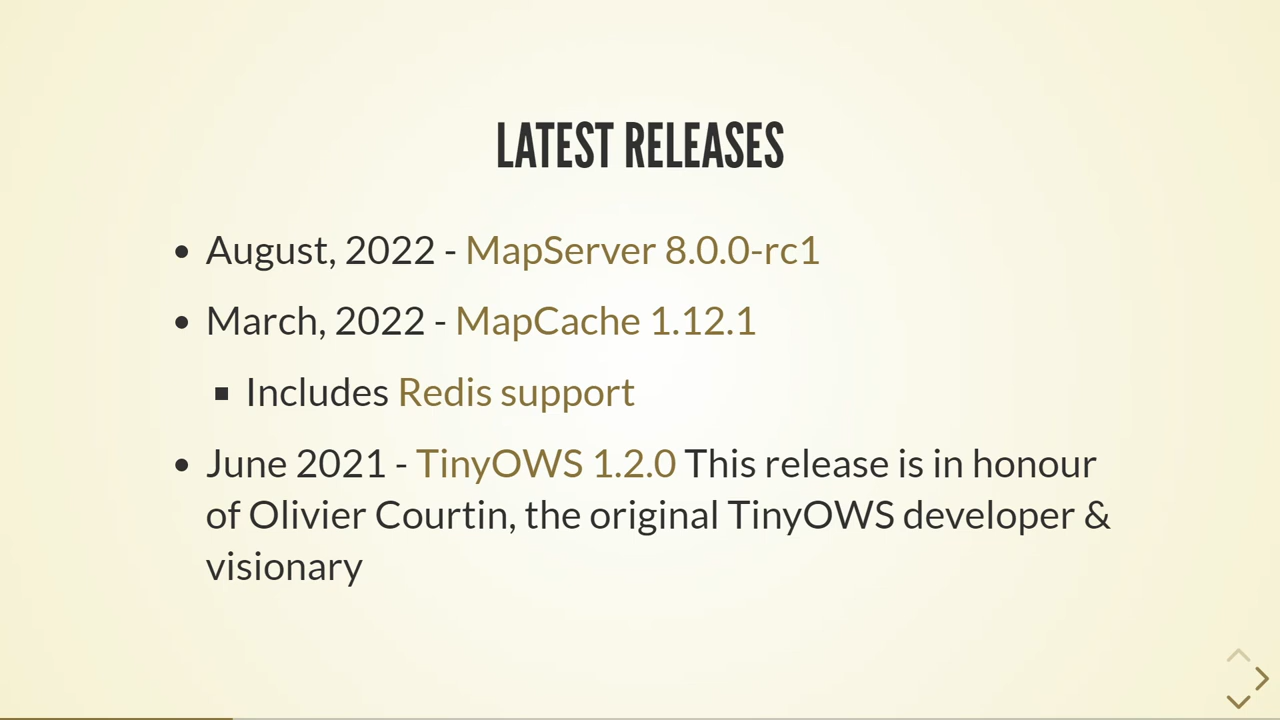 LATEST RELEASES
• August, 2022 - MapServer 8.0.0-rc1
• March, 2022 - MapCache 1.12.1
▪ Includes Redis support
• June 2021 - TinyOWS 1.2.0 This release is in honour
of Olivier Courtin, the original TinyOWS developer &
visionary